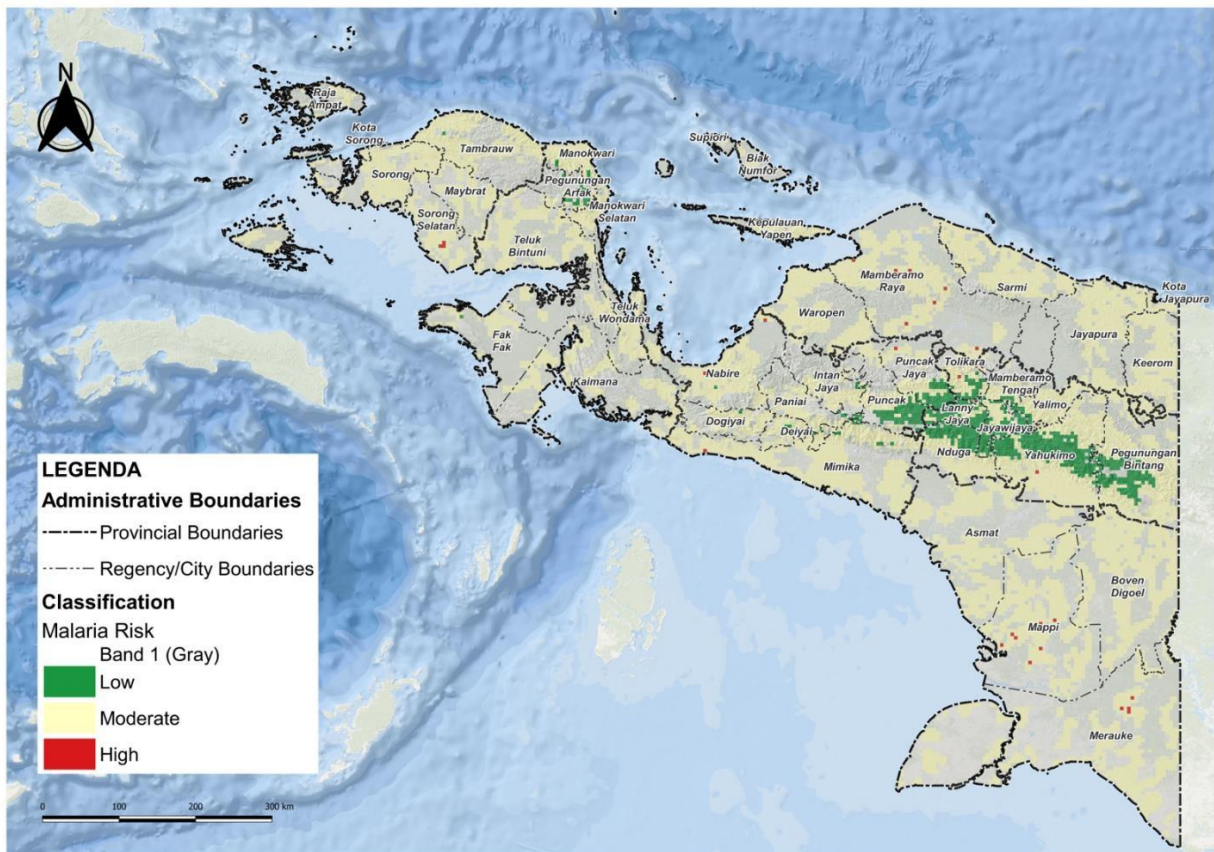 N
Raja
Ampat
Kota
Sorong
Supiori
Biak
Numfor
Tambrauw
Manokwari
Sorong
Maybrat
Pegunungan
Arfak
Manokwari
Selatan
Sorong
Selatan
Teluk
Bintuni
Kepulauan
Yapen
Mamberamo
Raya
Sarmi
Kota
Jayapura
Teluk
Wondama
Waropen
Fak
Fak
Jayapura
Keerom
Kaimana
Nabire
Intan
Jaya
Puncak
Jaya
Tolikara
Mamberamo
Tengah
Paniai
Puncak
Lanny
Jaya
Yalimo
Dogiyai
Deiyai
Jayawijaya
Mimika
Nduga
Yahukimo
Pegunungan
Bintang
Asmat
Boven
Digoel
Mappi
Merauke
LEGENDA
Administrative Boundaries
Provincial Boundaries
Regency/City Boundaries
Classification
Malaria Risk
Band 1 (Gray)
Low
Moderate
High
0 100 200 300 km